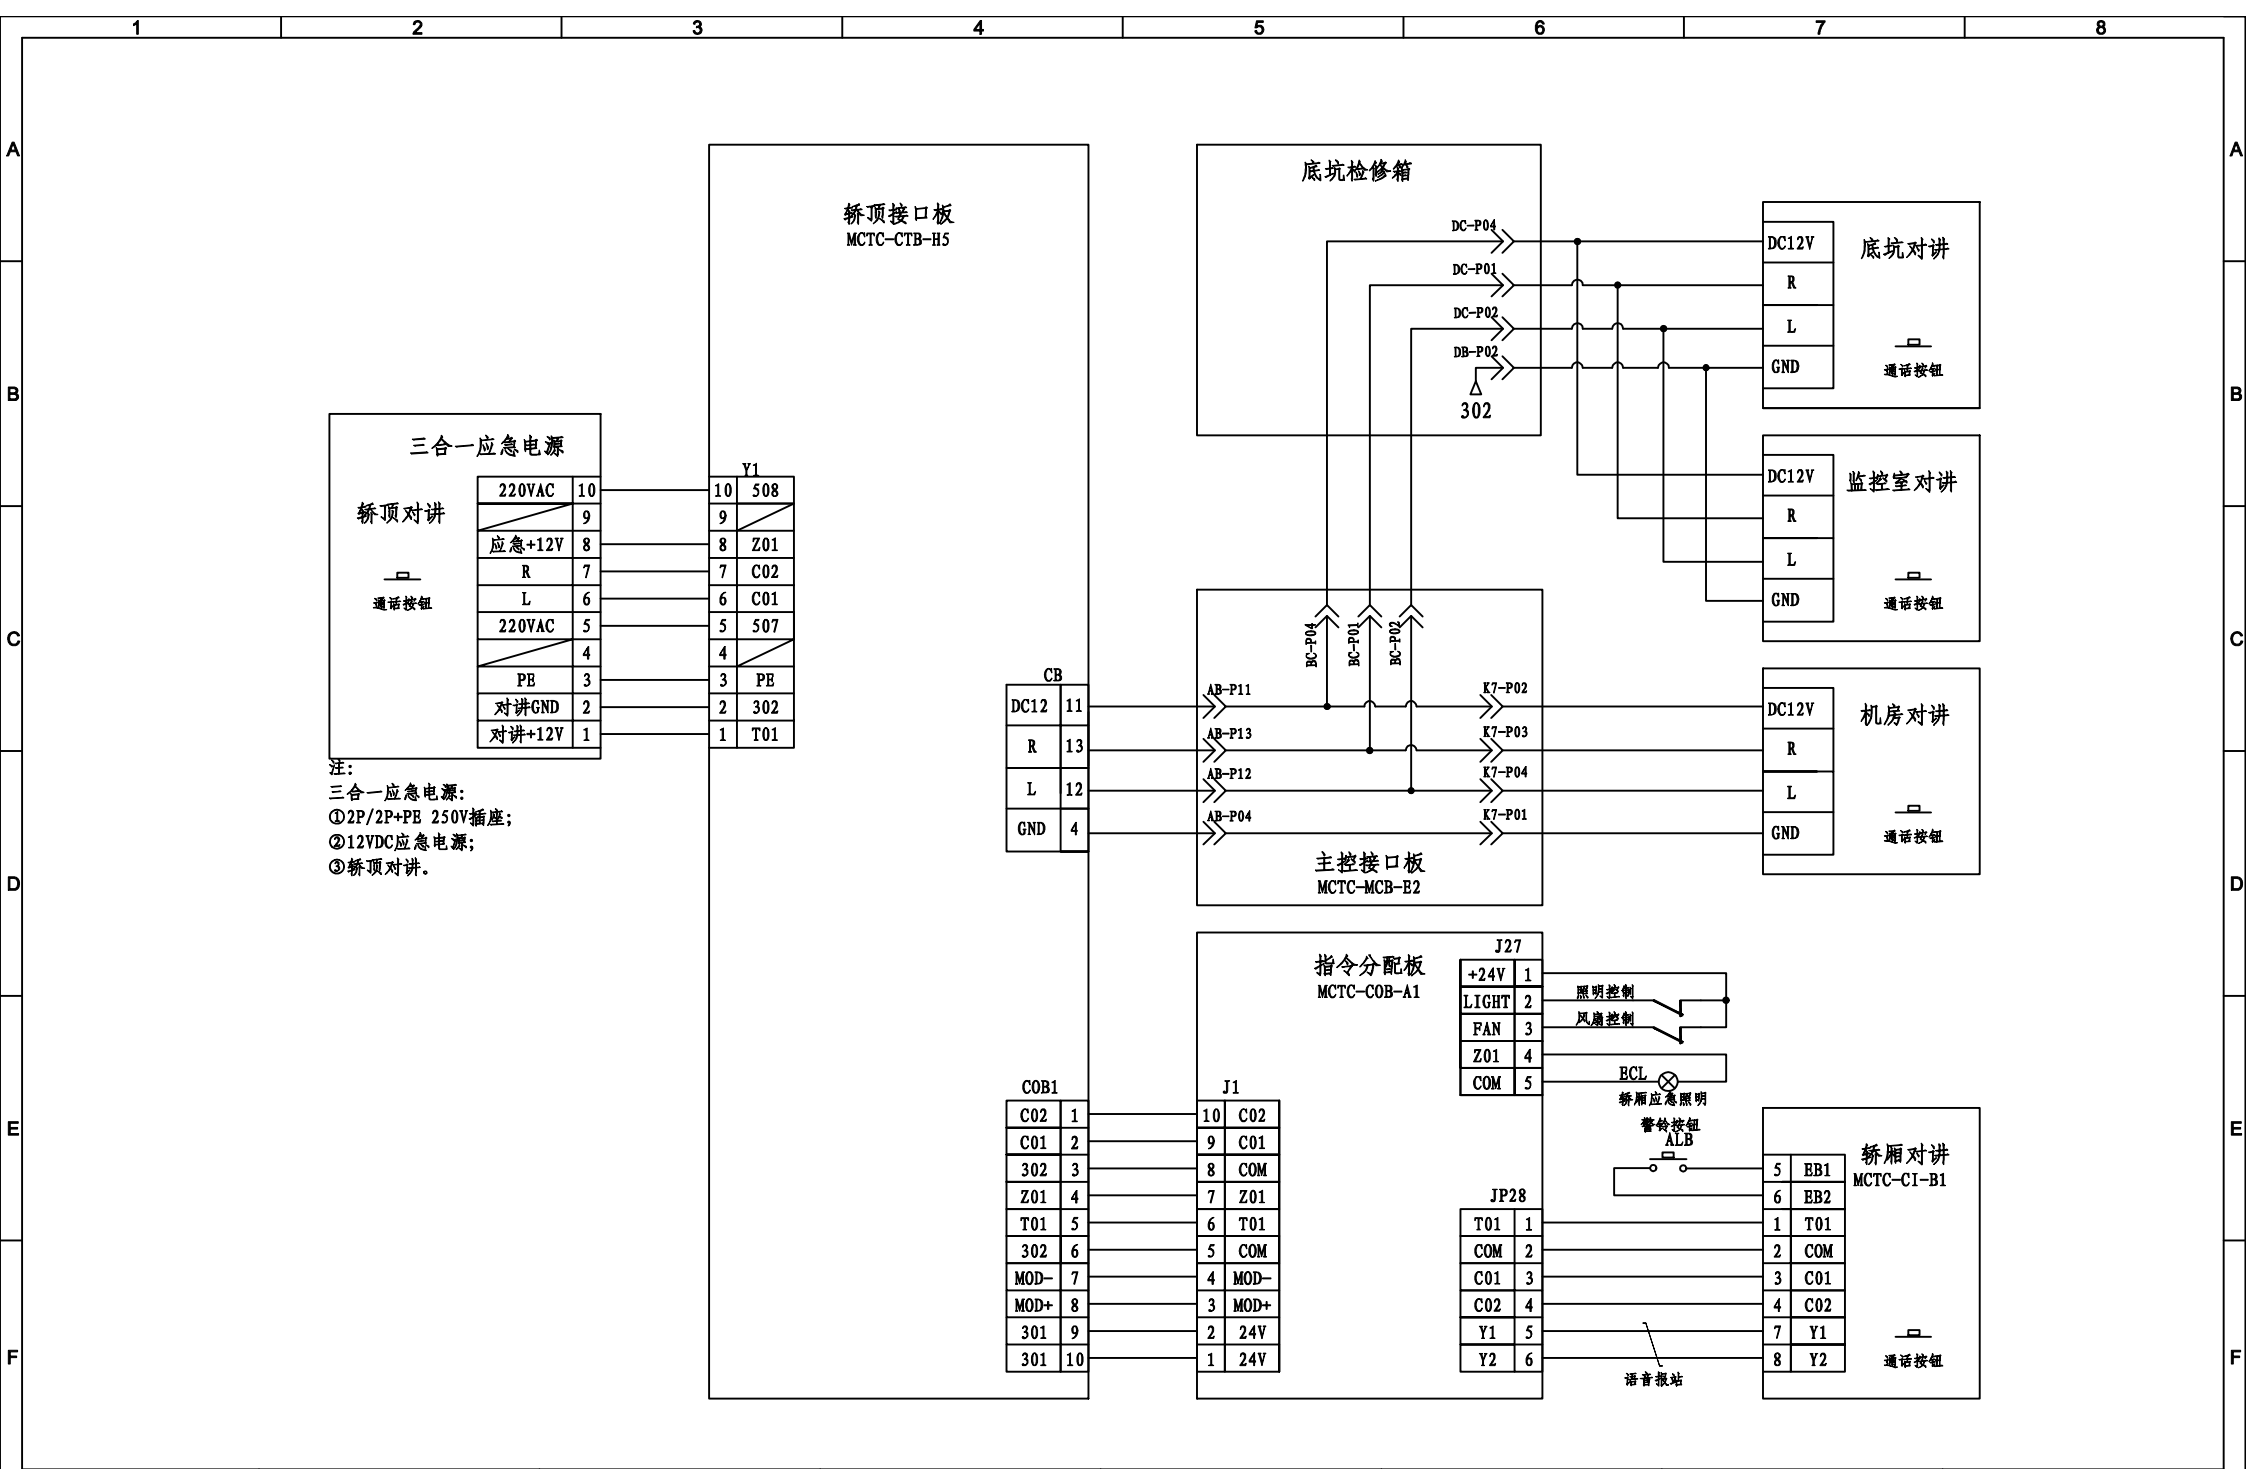 1 2 3 4 5 6 7 8
A
B
C
D
E
F
A
B
C
D
E
F
三合一应急电源
轿顶对讲
通话按钮
220VAC 10
9
应急+12V 8
R 7
L 6
220VAC 5
4
PE 3
对讲GND 2
对讲+12V 1
注:
三合一应急电源:
①2P/2P+PE 250V插座;
②12VDC应急电源;
③轿顶对讲。
轿顶接口板
MCTC-CTB-H5
Y1
10 508
9
8 Z01
7 C02
6 C01
5 507
4
3 PE
2 302
1 T01
CB
DC12 11
R 13
L 12
GND 4
COB1
C02 1
C01 2
302 3
Z01 4
T01 5
302 6
MOD- 7
MOD+ 8
301 9
301 10
底坑检修箱
DC-P04
DC-P01
DC-P02
DB-P02
302
BC-P04
BC-P01
BC-P02
AB-P11 K7-P02
AB-P13 K7-P03
AB-P12 K7-P04
AB-P04 K7-P01
主控接口板
MCTC-MCB-E2
指令分配板
MCTC-COB-A1
J27
+24V 1
LIGHT 2
FAN 3
Z01 4
COM 5
照明控制
风扇控制
ECL
轿厢应急照明
警铃按钮
ALB
J1
10 C02
9 C01
8 COM
7 Z01
6 T01
5 COM
4 MOD-
3 MOD+
2 24V
1 24V
JP28
T01 1
COM 2
C01 3
C02 4
Y1 5
Y2 6
语音报站
DC12V
R
L
GND
底坑对讲
通话按钮
DC12V
R
L
GND
监控室对讲
通话按钮
DC12V
R
L
GND
机房对讲
通话按钮
轿厢对讲
MCTC-CI-B1
5 EB1
6 EB2
1 T01
2 COM
3 C01
4 C02
7 Y1
8 Y2
通话按钮